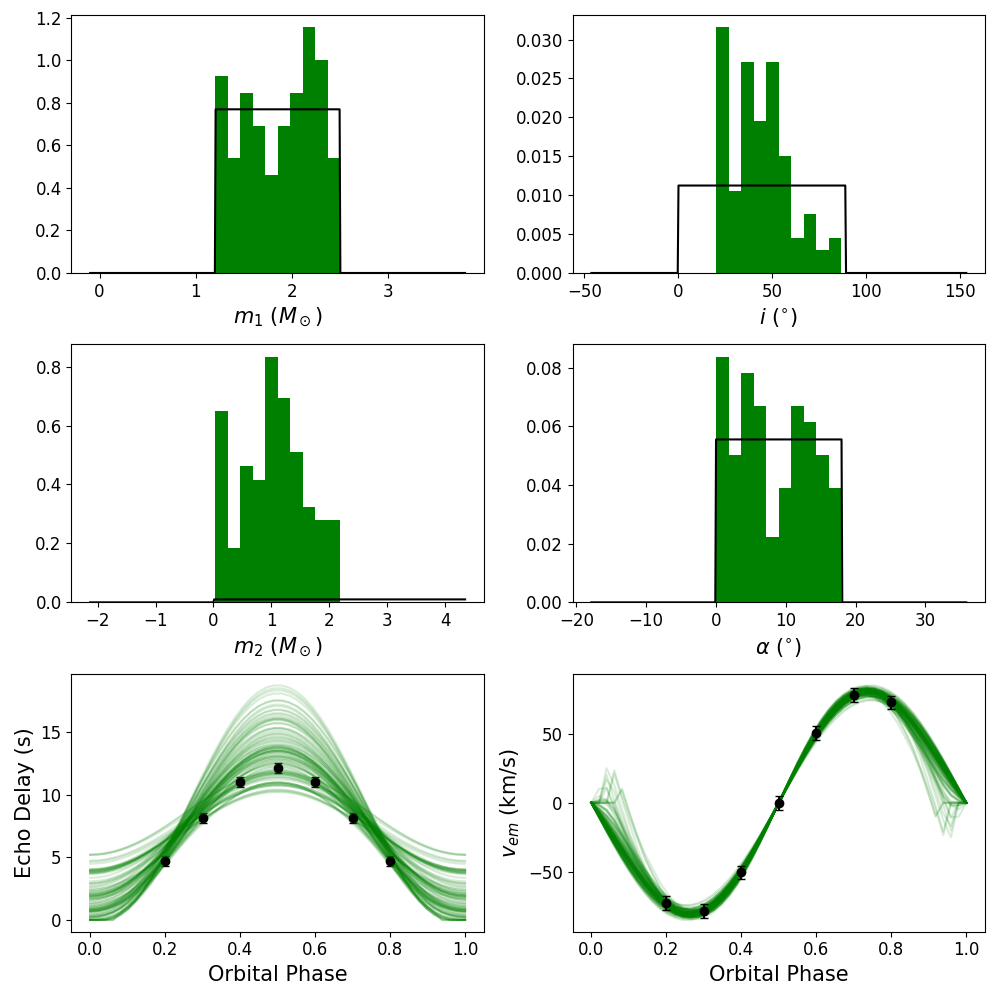 1.2
1.0
0.8
0.6
0.4
0.2
0.0
0 1 2 3
m₁ (M⊙)
0.030
0.025
0.020
0.015
0.010
0.005
0.000
−50 0 50 100 150
i (°)
0.8
0.6
0.4
0.2
0.0
−2 −1 0 1 2 3 4
m₂ (M⊙)
0.08
0.06
0.04
0.02
0.00
−20 −10 0 10 20 30
α (°)
Echo Delay (s)
15
10
5
0
0.0 0.2 0.4 0.6 0.8 1.0
Orbital Phase
vₑₘ (km/s)
50
0
−50
0.0 0.2 0.4 0.6 0.8 1.0
Orbital Phase